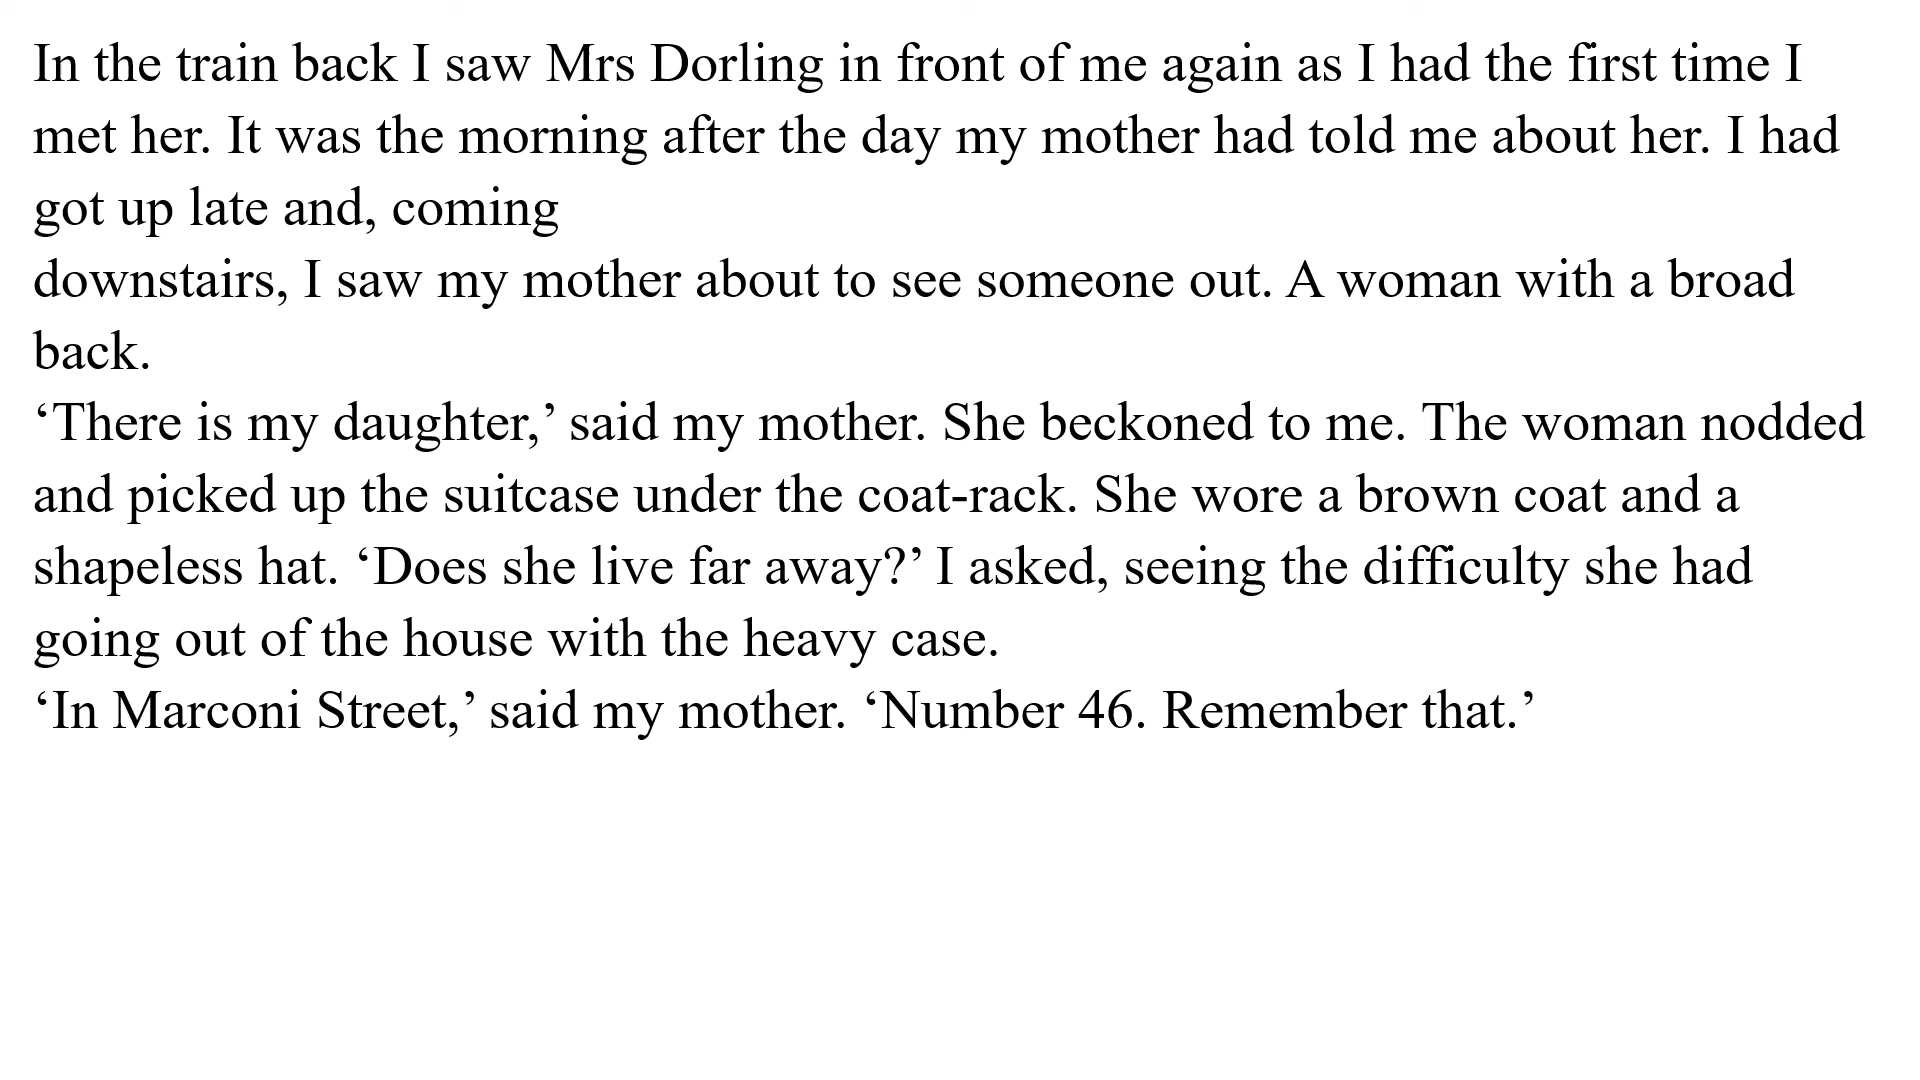 In the train back I saw Mrs Dorling in front of me again as I had the first time I
met her. It was the morning after the day my mother had told me about her. I had
got up late and, coming
downstairs, I saw my mother about to see someone out. A woman with a broad
back.
‘There is my daughter,’ said my mother. She beckoned to me. The woman nodded
and picked up the suitcase under the coat-rack. She wore a brown coat and a
shapeless hat. ‘Does she live far away?’ I asked, seeing the difficulty she had
going out of the house with the heavy case.
‘In Marconi Street,’ said my mother. ‘Number 46. Remember that.’